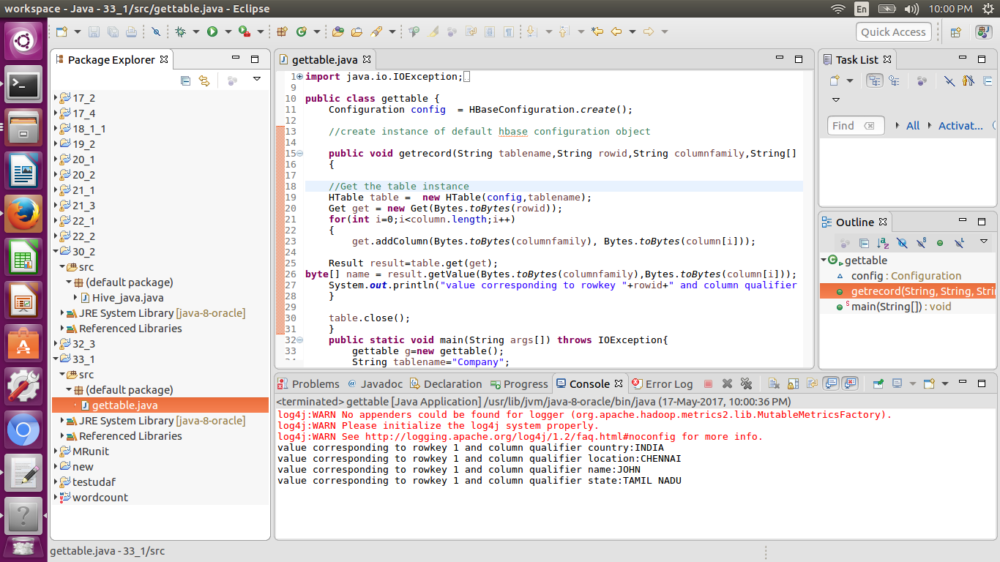 workspace - Java - 33_1/src/gettable.java - Eclipse
En
10:00 PM
Quick Access
Package Explorer
17_2
17_4
18_1_1
19_2
20_1
20_2
21_1
21_3
22_1
22_2
30_2
src
(default package)
Hive_java.java
JRE System Library [java-8-oracle]
Referenced Libraries
32_3
33_1
src
(default package)
gettable.java
JRE System Library [java-8-oracle]
Referenced Libraries
MRunit
new
testudaf
wordcount
gettable.java
1 import java.io.IOException;
9
10 public class gettable {
11 Configuration config = HBaseConfiguration.create();
12
13 //create instance of default hbase configuration object
14
15 public void getrecord(String tablename,String rowid,String columnfamily,String[]
16 {
17
18 //Get the table instance
19 HTable table = new HTable(config,tablename);
20 Get get = new Get(Bytes.toBytes(rowid));
21 for(int i=0;i<column.length;i++)
22 {
23 get.addColumn(Bytes.toBytes(columnfamily), Bytes.toBytes(column[i]));
24
25 Result result=table.get(get);
26 byte[] name = result.getValue(Bytes.toBytes(columnfamily),Bytes.toBytes(column[i]));
27 System.out.println("value corresponding to rowkey "+rowid+" and column qualifier
28 }
29
30 table.close();
31 }
32 public static void main(String args[]) throws IOException{
33 gettable g=new gettable();
34 String tablename="Company";
Task List
Find
All
Activat...
Outline
gettable
config : Configuration
getrecord(String, String, Stri
main(String[]) : void
Problems
@ Javadoc
Declaration
Progress
Console
Error Log
<terminated> gettable [Java Application] /usr/lib/jvm/java-8-oracle/bin/java (17-May-2017, 10:00:36 PM)
log4j:WARN No appenders could be found for logger (org.apache.hadoop.metrics2.lib.MutableMetricsFactory).
log4j:WARN Please initialize the log4j system properly.
log4j:WARN See http://logging.apache.org/log4j/1.2/faq.html#noconfig for more info.
value corresponding to rowkey 1 and column qualifier country:INDIA
value corresponding to rowkey 1 and column qualifier location:CHENNAI
value corresponding to rowkey 1 and column qualifier name:JOHN
value corresponding to rowkey 1 and column qualifier state:TAMIL NADU
gettable.java - 33_1/src